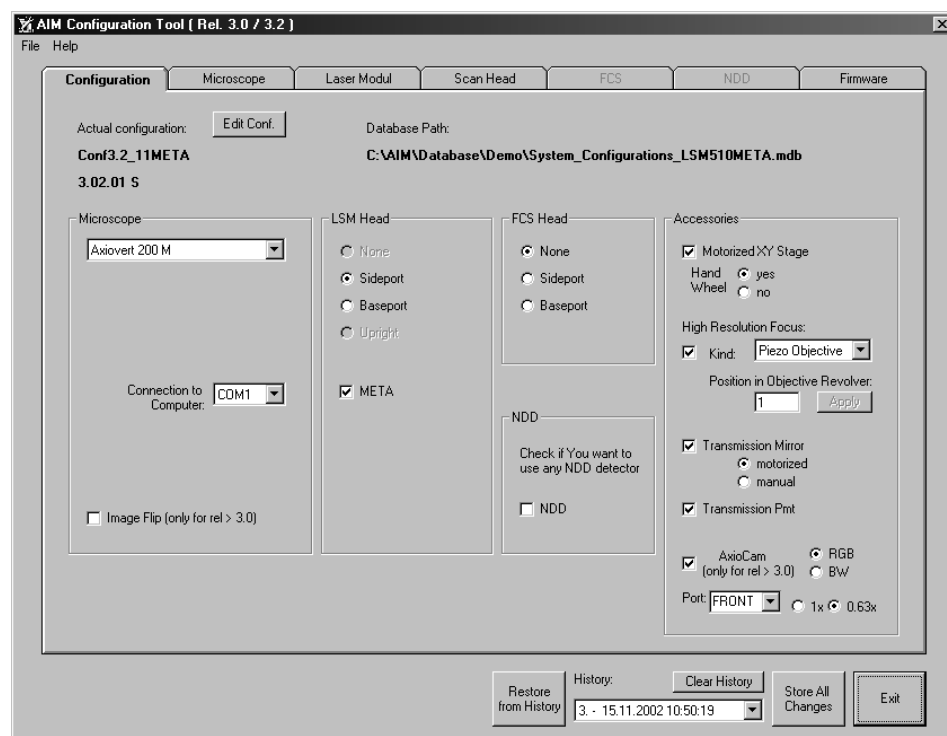 AIM Configuration Tool ( Rel. 3.0 / 3.2 )
File Help
Configuration Microscope Laser Modul Scan Head FCS NDD Firmware
Actual configuration: Edit Conf. Database Path:
Conf3.2_11META C:\AIM\Database\Demo\System_Configurations_LSM510META.mdb
3.02.01 S
Microscope
Axiovert 200 M
Connection to
Computer: COM1
Image Flip (only for rel > 3.0)
LSM Head
None
Sideport
Baseport
Upright
META
FCS Head
None
Sideport
Baseport
NDD
Check if You want to
use any NDD detector
NDD
Accessories
Motorized XY Stage
Hand
Wheel
yes
no
High Resolution Focus:
Kind: Piezo Objective
Position in Objective Revolver:
1 Apply
Transmission Mirror
motorized
manual
Transmission Pmt
AxioCam
(only for rel > 3.0)
RGB
BW
Port: FRONT 1x 0.63x
Restore
from History
History: Clear History
3. - 15.11.2002 10:50:19
Store All
Changes
Exit